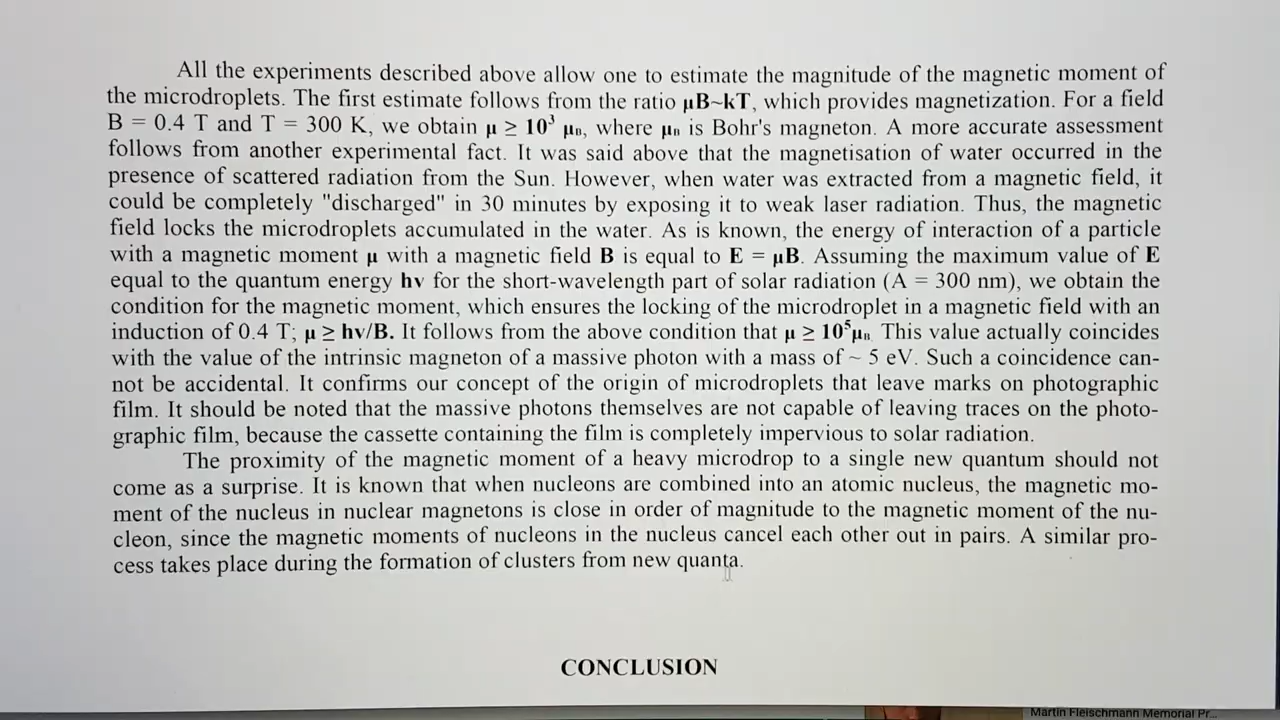 All the experiments described above allow one to estimate the magnitude of the magnetic moment of
the microdroplets. The first estimate follows from the ratio μB~kT, which provides magnetization. For a field
B = 0.4 T and T = 300 K, we obtain μ ≥ 10³ μв, where μв is Bohr's magneton. A more accurate assessment
follows from another experimental fact. It was said above that the magnetisation of water occurred in the
presence of scattered radiation from the Sun. However, when water was extracted from a magnetic field, it
could be completely "discharged" in 30 minutes by exposing it to weak laser radiation. Thus, the magnetic
field locks the microdroplets accumulated in the water. As is known, the energy of interaction of a particle
with a magnetic moment μ with a magnetic field B is equal to E = μB. Assuming the maximum value of E
equal to the quantum energy hv for the short-wavelength part of solar radiation (A = 300 nm), we obtain the
condition for the magnetic moment, which ensures the locking of the microdroplet in a magnetic field with an
induction of 0.4 T; μ ≥ hv/B. It follows from the above condition that μ ≥ 10⁵μв. This value actually coincides
with the value of the intrinsic magneton of a massive photon with a mass of ~ 5 eV. Such a coincidence can-
not be accidental. It confirms our concept of the origin of microdroplets that leave marks on photographic
film. It should be noted that the massive photons themselves are not capable of leaving traces on the photo-
graphic film, because the cassette containing the film is completely impervious to solar radiation.
The proximity of the magnetic moment of a heavy microdrop to a single new quantum should not
come as a surprise. It is known that when nucleons are combined into an atomic nucleus, the magnetic mo-
ment of the nucleus in nuclear magnetons is close in order of magnitude to the magnetic moment of the nu-
cleon, since the magnetic moments of nucleons in the nucleus cancel each other out in pairs. A similar pro-
cess takes place during the formation of clusters from new quanta.
CONCLUSION
Martin Fleischmann Memorial Pr...